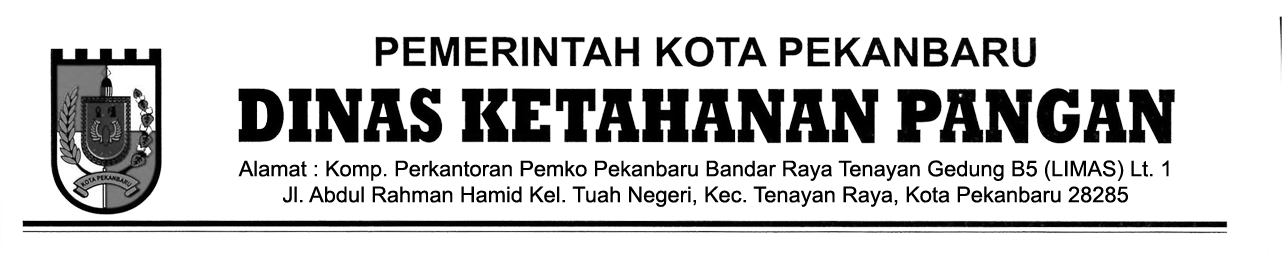 PEMERINTAH KOTA PEKANBARU
DINAS KETAHANAN PANGAN
Alamat : Komp. Perkantoran Pemko Pekanbaru Bandar Raya Tenayan Gedung B5 (LIMAS) Lt. 1
Jl. Abdul Rahman Hamid Kel. Tuah Negeri, Kec. Tenayan Raya, Kota Pekanbaru 28285
KOTA PEKANBARU